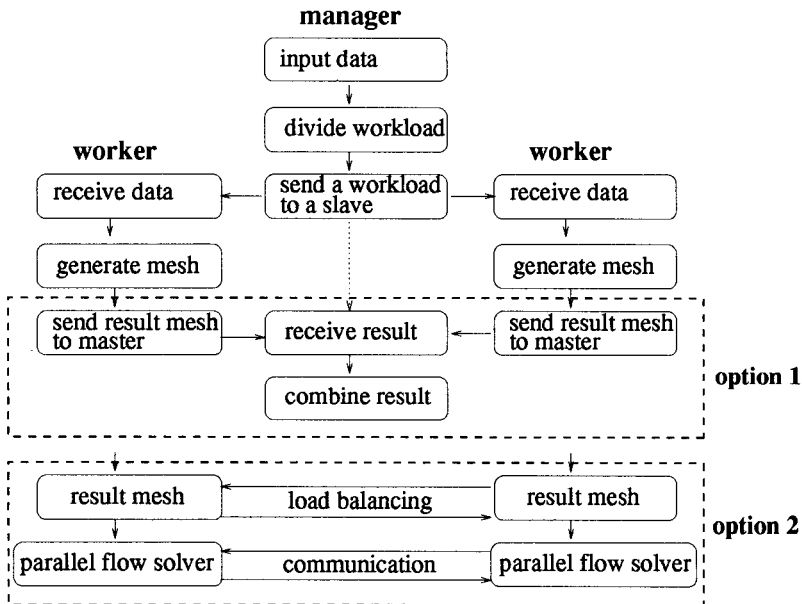 manager
input data
divide workload
worker
worker
receive data
send a workload
to a slave
receive data
generate mesh
generate mesh
send result mesh
to master
receive result
send result mesh
to master
option 1
combine result
result mesh
load balancing
result mesh
option 2
parallel flow solver
communication
parallel flow solver